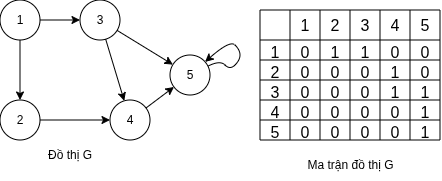 1
3
5
2
4
Đồ thị G
1 2 3 4 5
1 0 1 1 0 0
2 0 0 0 1 0
3 0 0 0 1 1
4 0 0 0 0 1
5 0 0 0 0 1
Ma trận đồ thị G